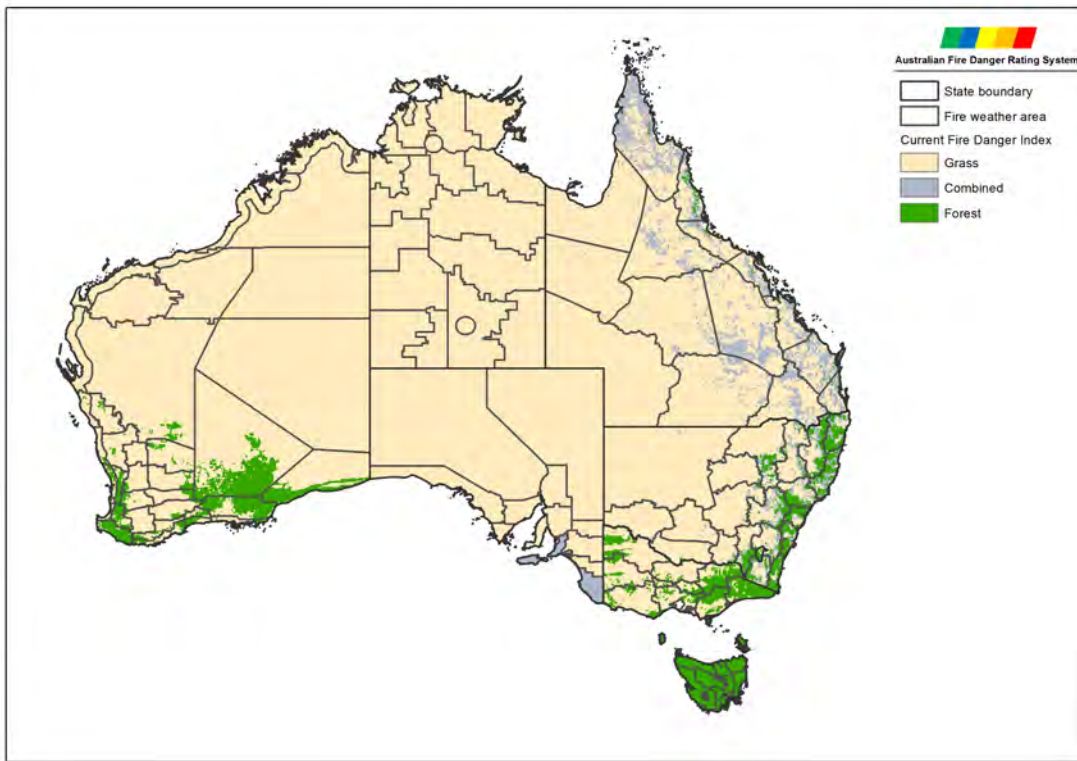 Australian Fire Danger Rating System
State boundary
Fire weather area
Current Fire Danger Index
Grass
Combined
Forest